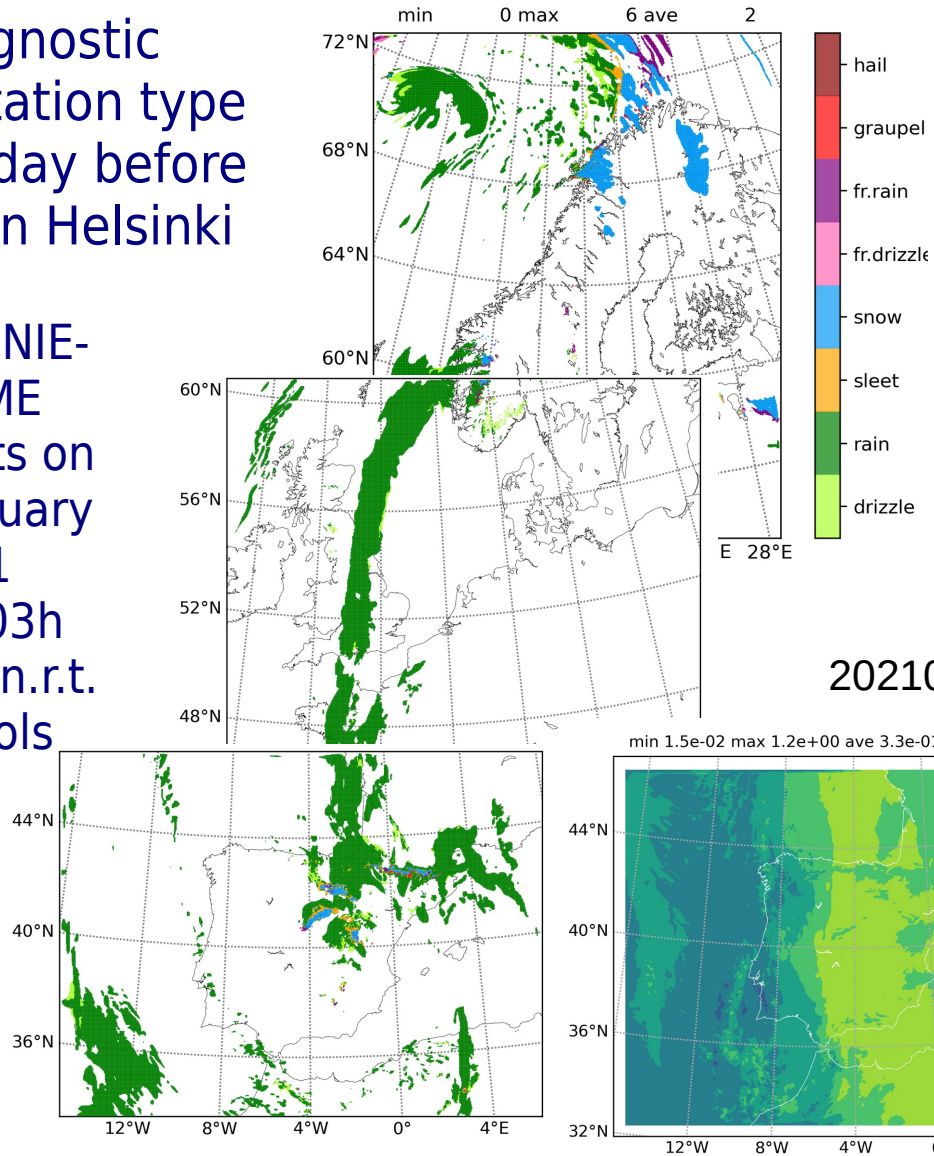 gnostic
tation type
day before
n Helsinki
NIE-
ME
ts on
uary
1
03h
n.r.t.
ols
min 0 max 6 ave 2
72°N
68°N
64°N
60°N
E 28°E
hail
graupel
fr.rain
fr.drizzle
snow
sleet
rain
drizzle
60°N
56°N
52°N
48°N
20210
44°N
40°N
36°N
12°W 8°W 4°W 0° 4°E
min 1.5e-02 max 1.2e+00 ave 3.3e-01
44°N
40°N
36°N
32°N
12°W 8°W 4°W